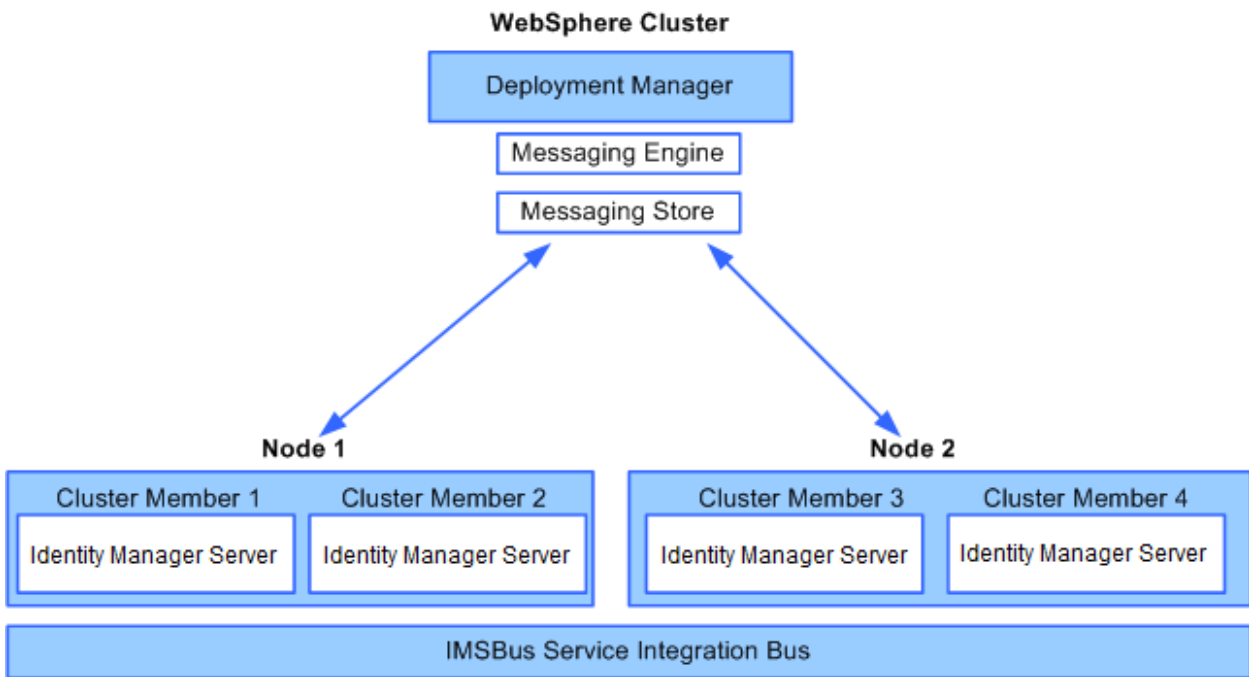 WebSphere Cluster
Deployment Manager
Messaging Engine
Messaging Store
Node 1
Node 2
Cluster Member 1
Cluster Member 2
Cluster Member 3
Cluster Member 4
Identity Manager Server
Identity Manager Server
Identity Manager Server
Identity Manager Server
IMSBus Service Integration Bus